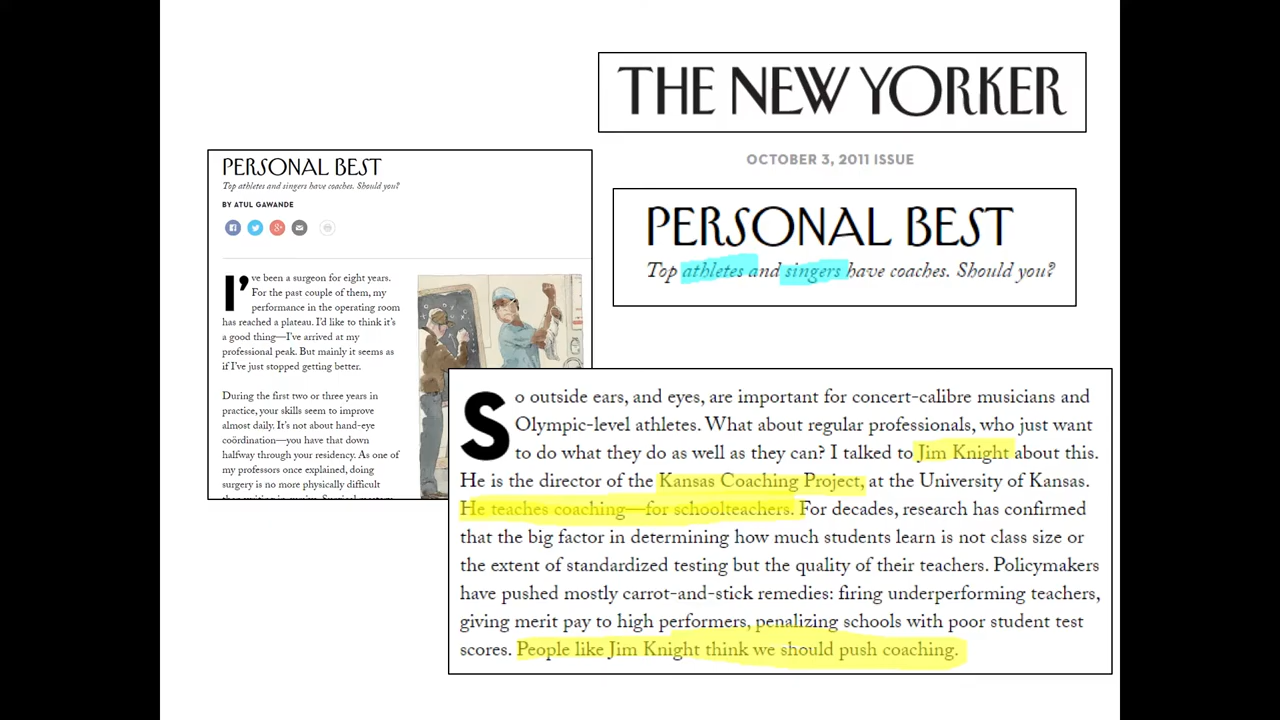 THE NEW YORKER
OCTOBER 3, 2011 ISSUE
PERSONAL BEST
Top athletes and singers have coaches. Should you?
PERSONAL BEST
Top athletes and singers have coaches. Should you?
BY ATUL GAWANDE
I've been a surgeon for eight years.
For the past couple of them, my
performance in the operating room
has reached a plateau. I'd like to think it's
a good thing—I've arrived at my
professional peak. But mainly it seems as
if I've just stopped getting better.
During the first two or three years in
practice, your skills seem to improve
almost daily. It's not about hand-eye
coördination—you have that down
halfway through your residency. As one of
my professors once explained, doing
surgery is no more physically difficult
So outside ears, and eyes, are important for concert-calibre musicians and
Olympic-level athletes. What about regular professionals, who just want
to do what they do as well as they can? I talked to Jim Knight about this.
He is the director of the Kansas Coaching Project, at the University of Kansas.
He teaches coaching—for schoolteachers. For decades, research has confirmed
that the big factor in determining how much students learn is not class size or
the extent of standardized testing but the quality of their teachers. Policymakers
have pushed mostly carrot-and-stick remedies: firing underperforming teachers,
giving merit pay to high performers, penalizing schools with poor student test
scores. People like Jim Knight think we should push coaching.